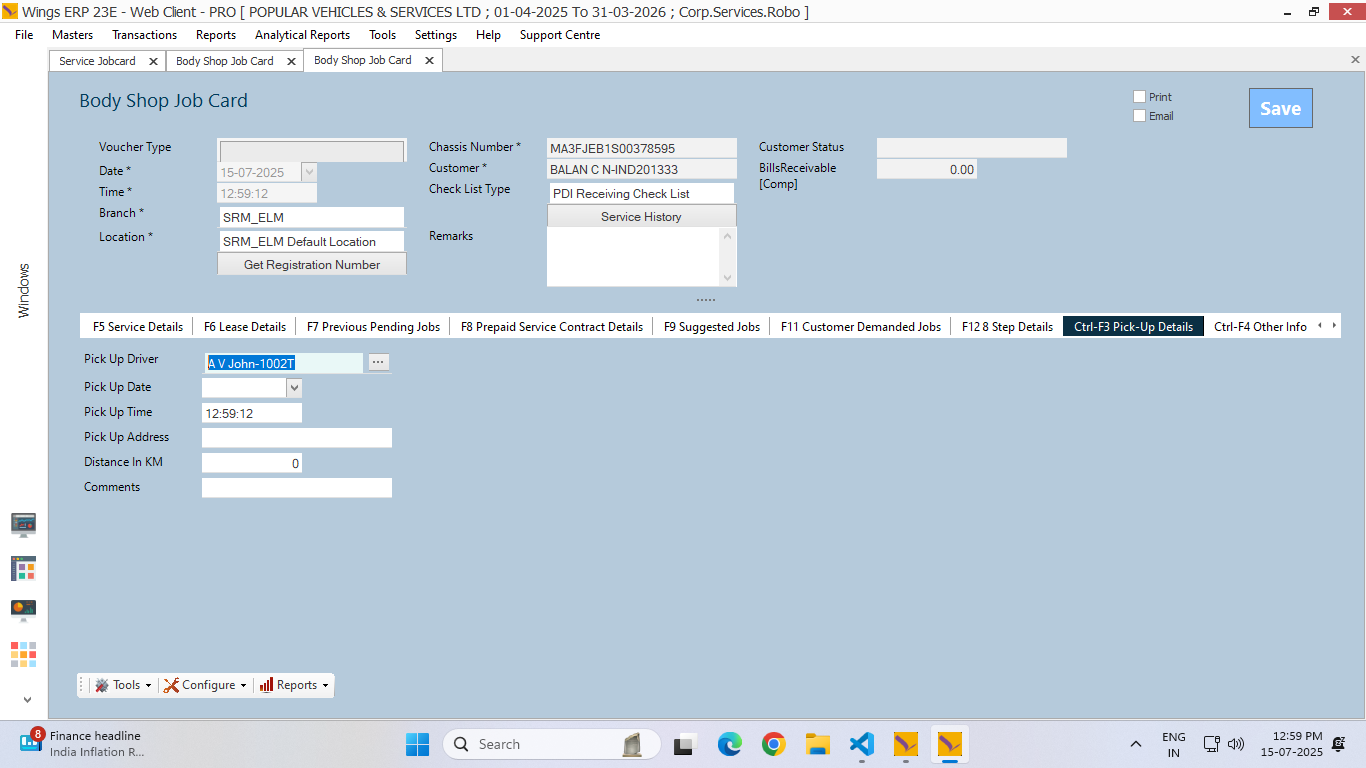 Wings ERP 23E - Web Client - PRO [ POPULAR VEHICLES & SERVICES LTD ; 01-04-2025 To 31-03-2026 ; Corp.Services.Robo ]
File Masters Transactions Reports Analytical Reports Tools Settings Help Support Centre
Service Jobcard Body Shop Job Card Body Shop Job Card
Body Shop Job Card
Print
Email
Save
Voucher Type
Date *
15-07-2025
Time *
12:59:12
Branch *
SRM_ELM
Location *
SRM_ELM Default Location
Get Registration Number
Chassis Number *
MA3FJEB1S00378595
Customer *
BALAN C N-IND201333
Check List Type
PDI Receiving Check List
Service History
Remarks
Customer Status
BillsReceivable
[Comp]
0.00
Windows
F5 Service Details F6 Lease Details F7 Previous Pending Jobs F8 Prepaid Service Contract Details F9 Suggested Jobs F11 Customer Demanded Jobs F12 8 Step Details Ctrl-F3 Pick-Up Details Ctrl-F4 Other Info
Pick Up Driver
A V John-1002T
Pick Up Date
Pick Up Time
12:59:12
Pick Up Address
Distance In KM
0
Comments
Tools Configure Reports
8
Finance headline
India Inflation R...
Search
ENG
IN
12:59 PM
15-07-2025